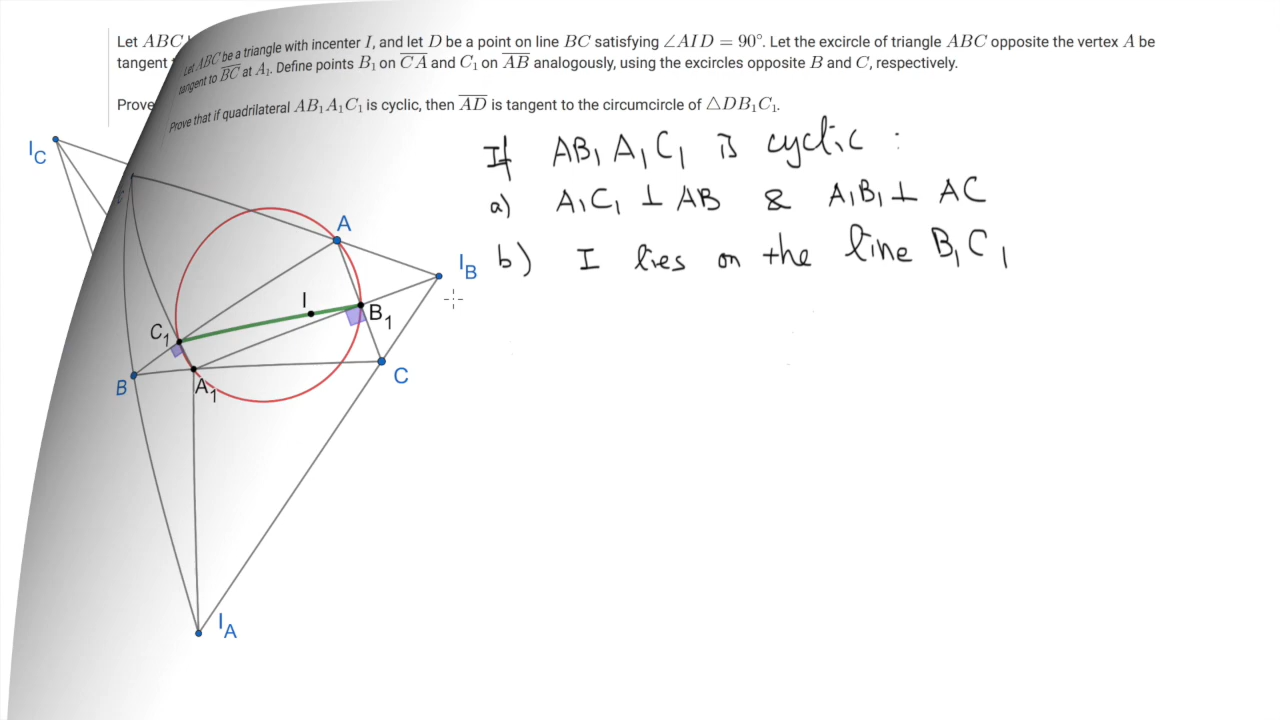 Let ABC
Let ABC be a triangle with incenter I, and let D be a point on line BC satisfying ∠AID = 90°. Let the excircle of triangle ABC opposite the vertex A be
tangent
tangent to BC at A₁. Define points B₁ on CA and C₁ on AB analogously, using the excircles opposite B and C, respectively.
Prove
Prove that if quadrilateral AB₁A₁C₁ is cyclic, then AD is tangent to the circumcircle of △DB₁C₁.
If AB₁A₁C₁ is cyclic :
a) A₁C₁ ⊥ AB & A₁B₁ ⊥ AC
b) I lies on the line B₁C₁
I_C
A
I_B
I
B₁
C₁
B
A₁
C
I_A